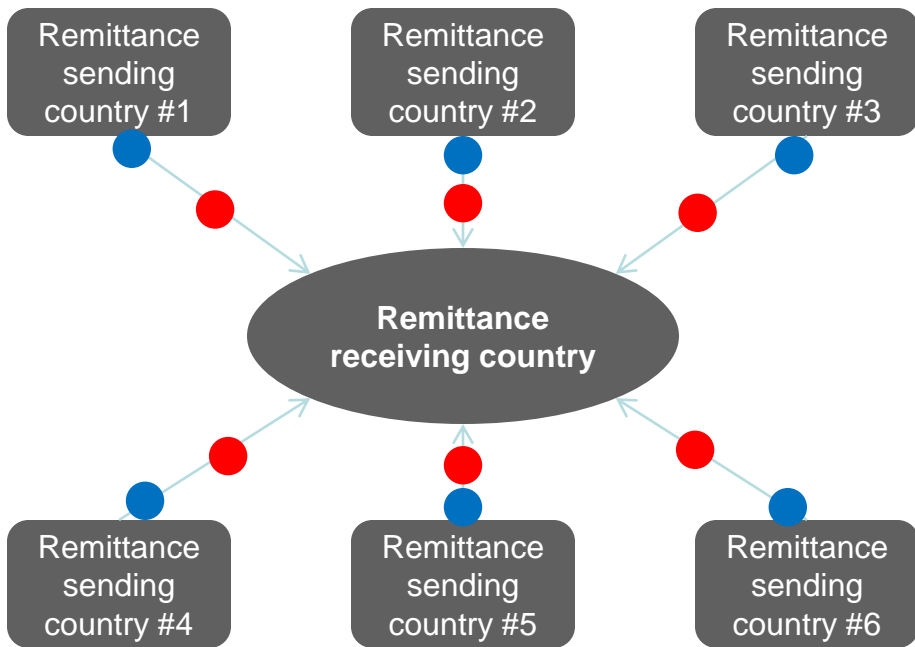 Remittance
sending
country #1
Remittance
sending
country #2
Remittance
sending
country #3
Remittance
receiving country
Remittance
sending
country #4
Remittance
sending
country #5
Remittance
sending
country #6